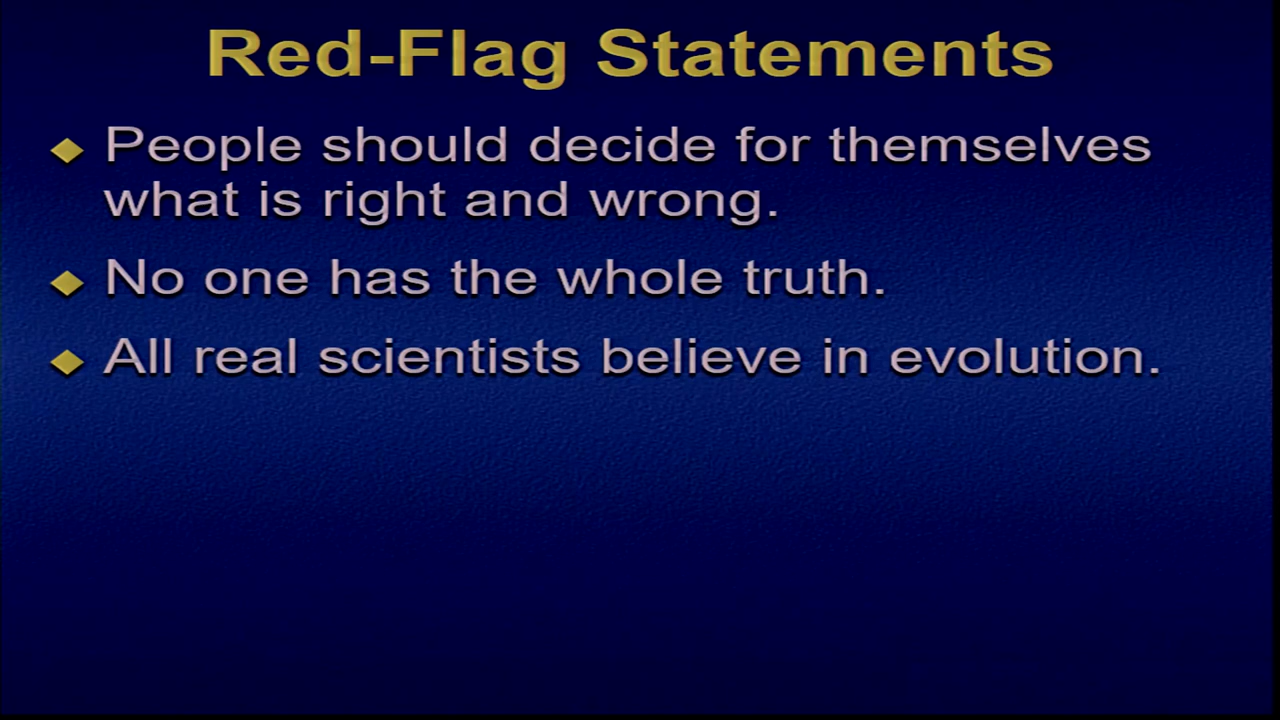 Red-Flag Statements
People should decide for themselves
what is right and wrong.
No one has the whole truth.
All real scientists believe in evolution.